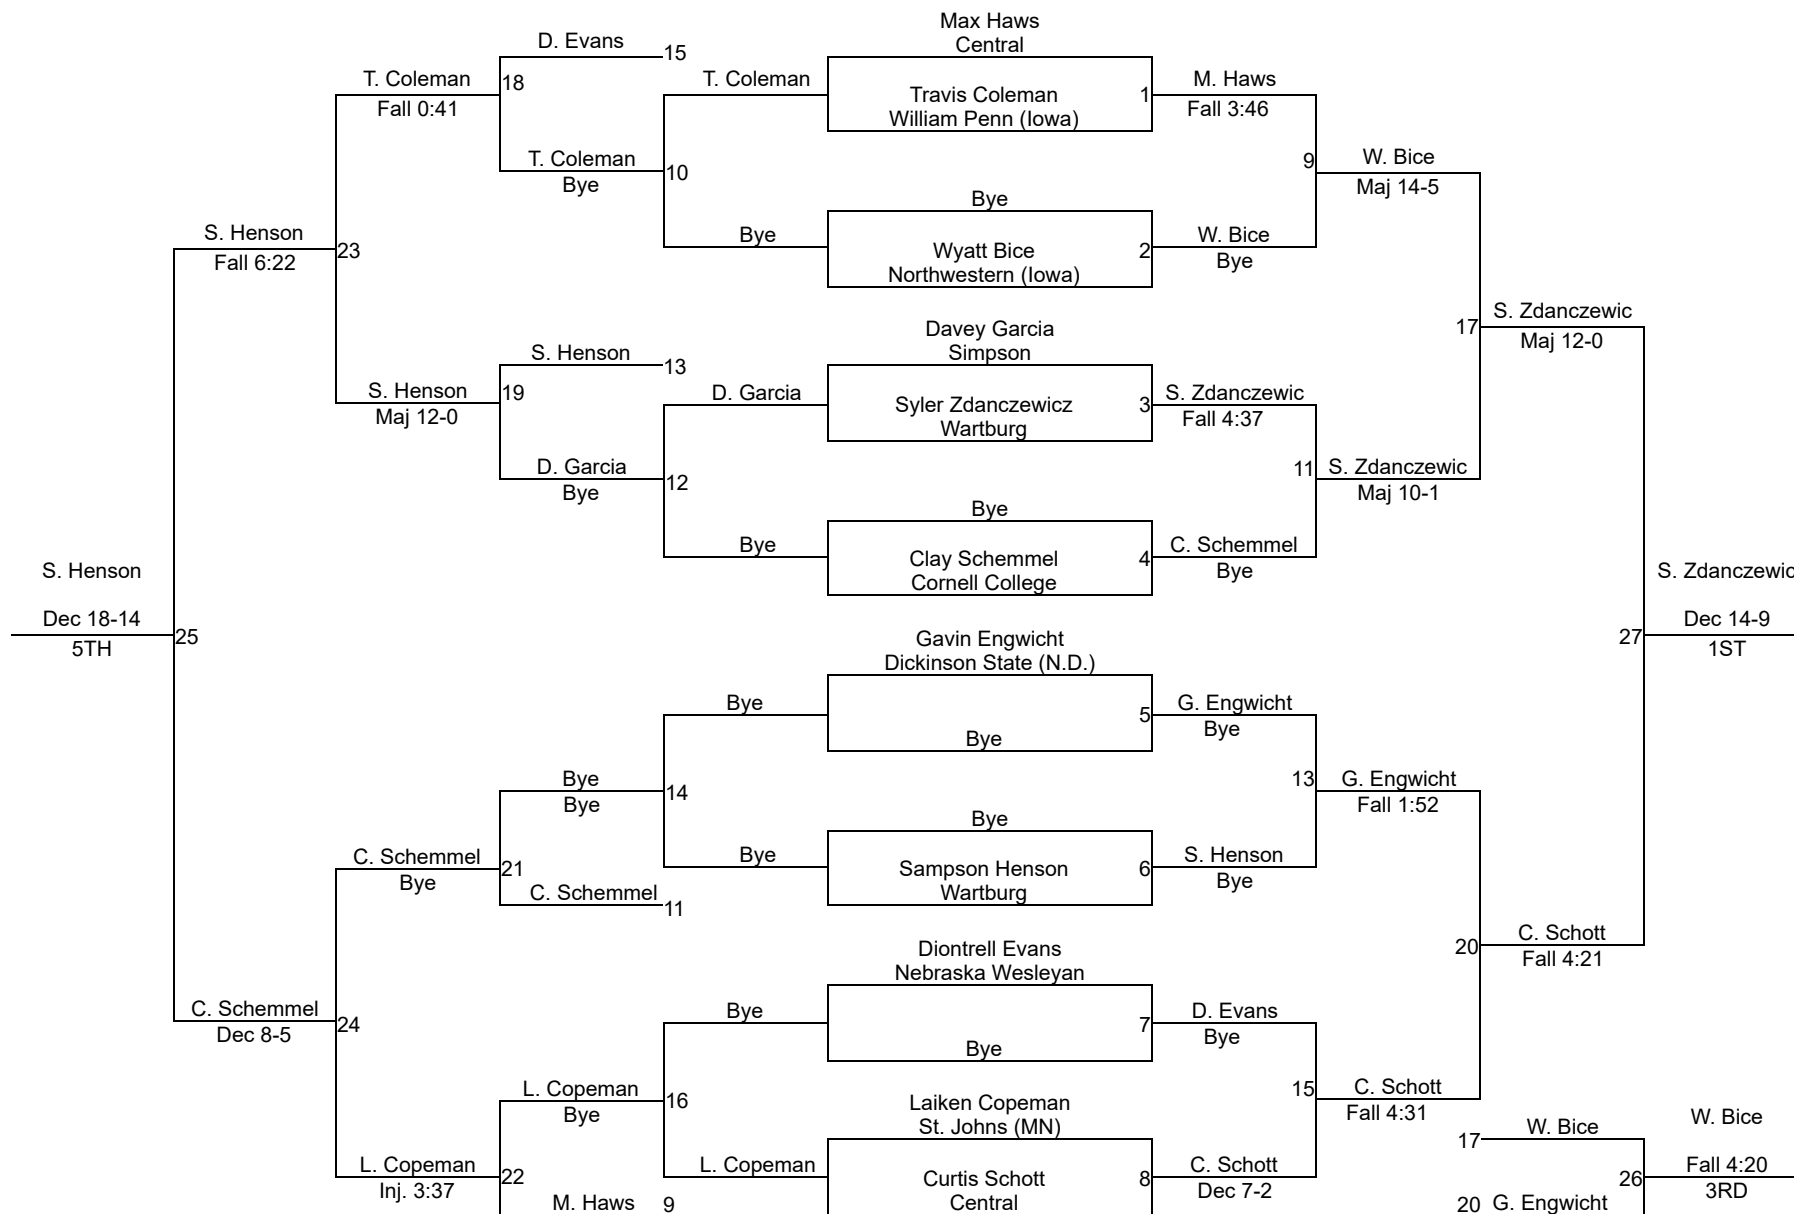 Max Haws
Central
D. Evans
15
T. Coleman
18
T. Coleman
M. Haws
Fall 0:41
Travis Coleman
1
Fall 3:46
William Penn (Iowa)
T. Coleman
10
9
W. Bice
Bye
Maj 14-5
Bye
S. Henson
Bye
W. Bice
23
Wyatt Bice
2
Fall 6:22
Northwestern (Iowa)
Bye
S. Zdanczewic
17
Davey Garcia
Maj 12-0
S. Henson
Simpson
13
S. Henson
19
D. Garcia
S. Zdanczewic
Maj 12-0
Syler Zdanczewicz
3
Fall 4:37
Wartburg
D. Garcia
11
S. Zdanczewic
Bye
12
Maj 10-1
Bye
Bye
C. Schemmel
Clay Schemmel
4
Bye
S. Henson
Cornell College
S. Zdanczewic
Dec 18-14
Dec 14-9
25
Gavin Engwicht
27
5TH
Dickinson State (N.D.)
1ST
Bye
G. Engwicht
5
Bye
Bye
Bye
14
13
G. Engwicht
Bye
Fall 1:52
Bye
C. Schemmel
Bye
S. Henson
21
Sampson Henson
6
Bye
Bye
C. Schemmel
Wartburg
11
C. Schott
Diontrell Evans
20
Fall 4:21
Nebraska Wesleyan
C. Schemmel
Bye
D. Evans
24
7
Dec 8-5
Bye
Bye
L. Copeman
15
C. Schott
Bye
16
Laiken Copeman
Fall 4:31
St. Johns (MN)
W. Bice
17
W. Bice
L. Copeman
L. Copeman
C. Schott
Fall 4:20
22
Curtis Schott
8
26
Inj. 3:37
Dec 7-2
3RD
M. Haws
9
Central
20
G. Engwicht